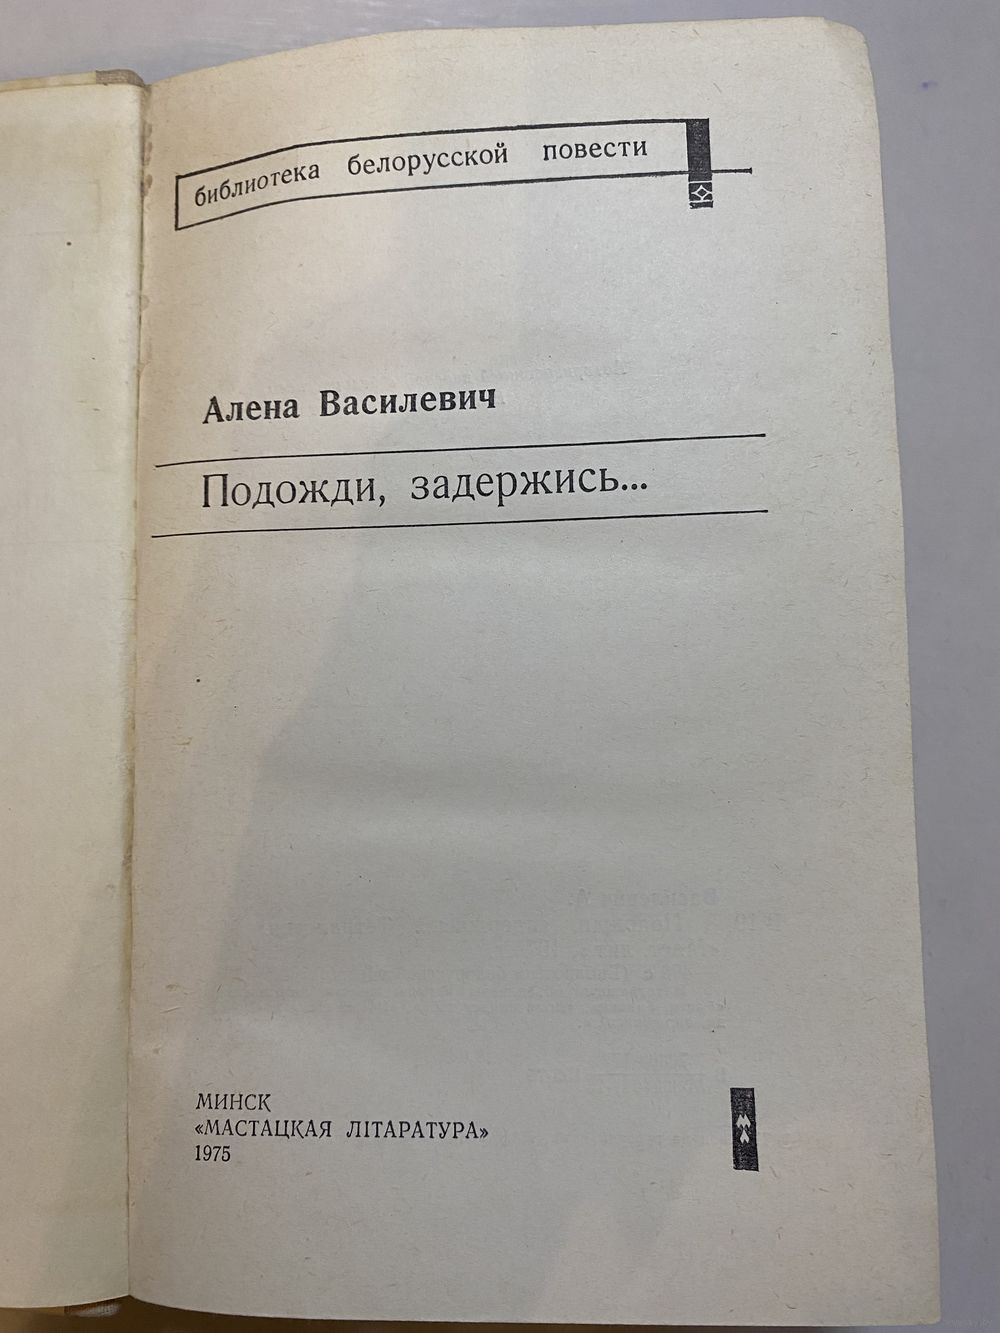 библиотека белорусской повести
Алена Василевич
Подожди, задержись...
МИНСК
«МАСТАЦКАЯ ЛІТАРАТУРА»
1975